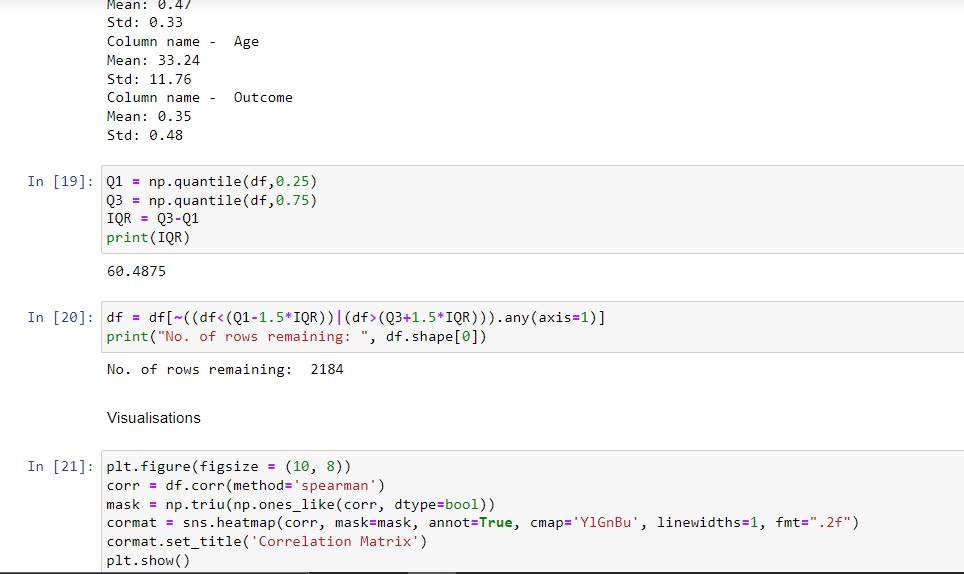 Mean: 0.47
Std: 0.33
Column name -  Age
Mean: 33.24
Std: 11.76
Column name -  Outcome
Mean: 0.35
Std: 0.48
In [19]: Q1 = np.quantile(df,0.25)
Q3 = np.quantile(df,0.75)
IQR = Q3-Q1
print(IQR)
60.4875
In [20]: df = df[~((df<(Q1-1.5*IQR))|(df>(Q3+1.5*IQR))).any(axis=1)]
print("No. of rows remaining: ", df.shape[0])
No. of rows remaining:  2184
Visualisations
In [21]: plt.figure(figsize = (10, 8))
corr = df.corr(method='spearman')
mask = np.triu(np.ones_like(corr, dtype=bool))
cormat = sns.heatmap(corr, mask=mask, annot=True, cmap='YlGnBu', linewidths=1, fmt=".2f")
cormat.set_title('Correlation Matrix')
plt.show()